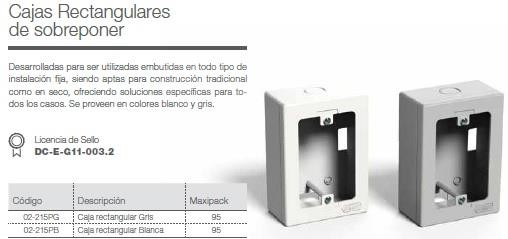 Cajas Rectangulares
de sobreponer
Desarrolladas para ser utilizadas embutidas en todo tipo de
instalación fija, siendo aptas para construcción tradicional
como en seco, ofreciendo soluciones específicas para to-
dos los casos. Se proveen en colores blanco y gris.
Licencia de Sello
DC-E-G11-003.2
Código Descripción Maxipack
02-215PG Caja rectangular Gris 95
02-215PB Caja rectangular Blanca 95